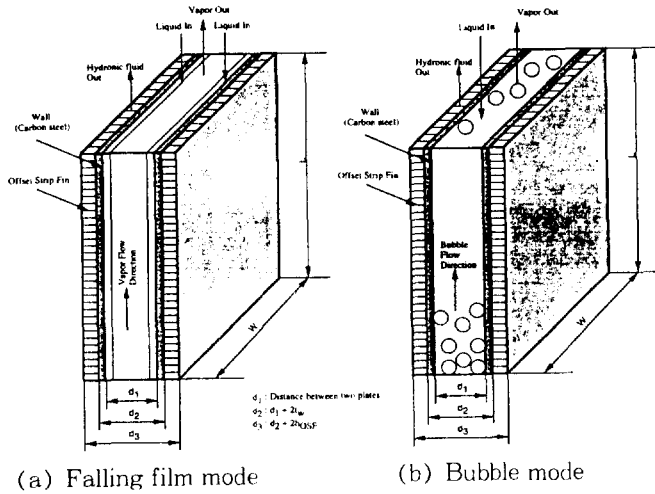 Vapor Out
Liquid In
Liquid In
Hydronic fluid
Out
Wall
(Carbon steel)
Offset Strip Fin
Vapor Flow
Direction
L
W
d1
d2
d3
d1 : Distance between two plates
d2 : d1 + 2tw
d3 : d2 + 2hOSF
(a) Falling film mode
Vapor Out
Liquid In
Hydronic fluid
Out
Wall
(Carbon steel)
Offset Strip Fin
Bubble
Flow
Direction
L
W
d1
d2
d3
(b) Bubble mode